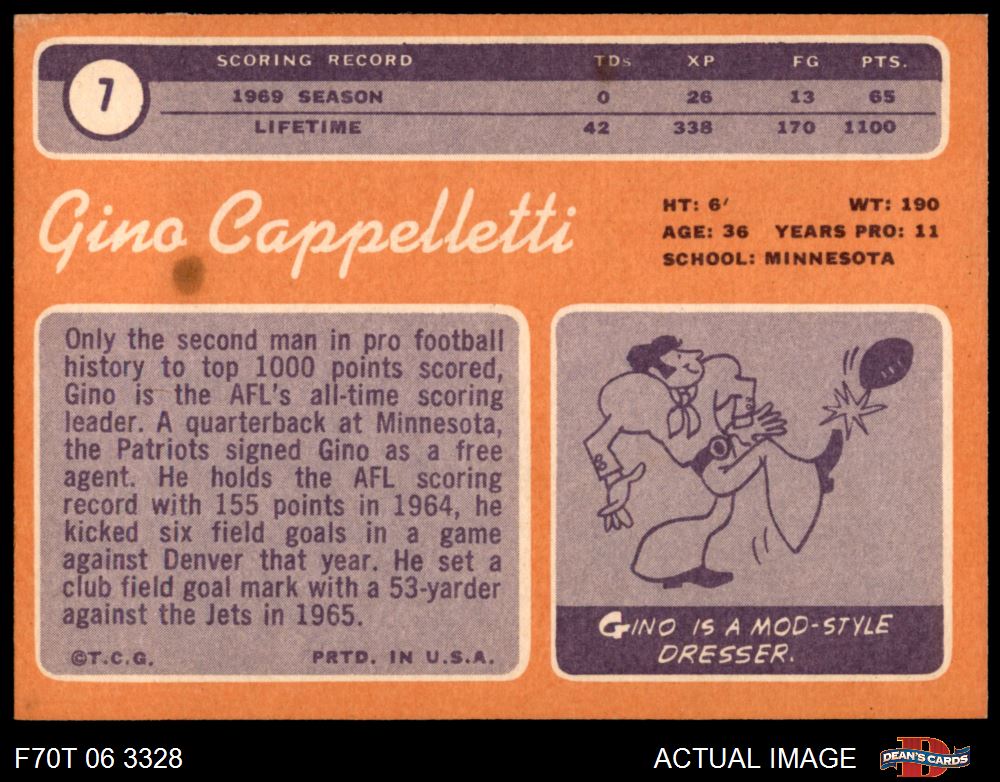 7
SCORING RECORD TDs XP FG PTS.
1969 SEASON 0 26 13 65
LIFETIME 42 338 170 1100
Gino Cappelletti
HT: 6' WT: 190
AGE: 36 YEARS PRO: 11
SCHOOL: MINNESOTA
Only the second man in pro football
history to top 1000 points scored,
Gino is the AFL's all-time scoring
leader. A quarterback at Minnesota,
the Patriots signed Gino as a free
agent. He holds the AFL scoring
record with 155 points in 1964, he
kicked six field goals in a game
against Denver that year. He set a
club field goal mark with a 53-yarder
against the Jets in 1965.
©T.C.G. PRTD. IN U.S.A.
GINO IS A MOD-STYLE
DRESSER.
F70T 06 3328 ACTUAL IMAGE DEAN'S CARDS